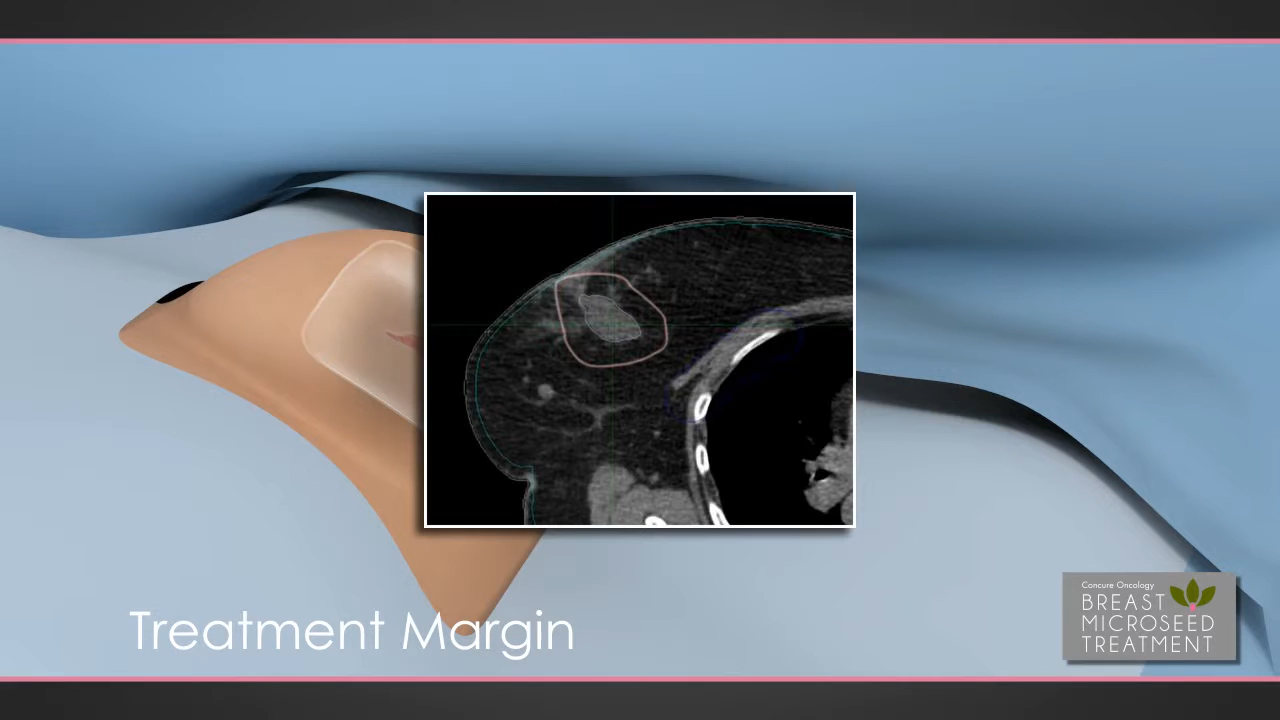 Treatment Margin
Concure Oncology
BREAST
MICROSEED
TREATMENT